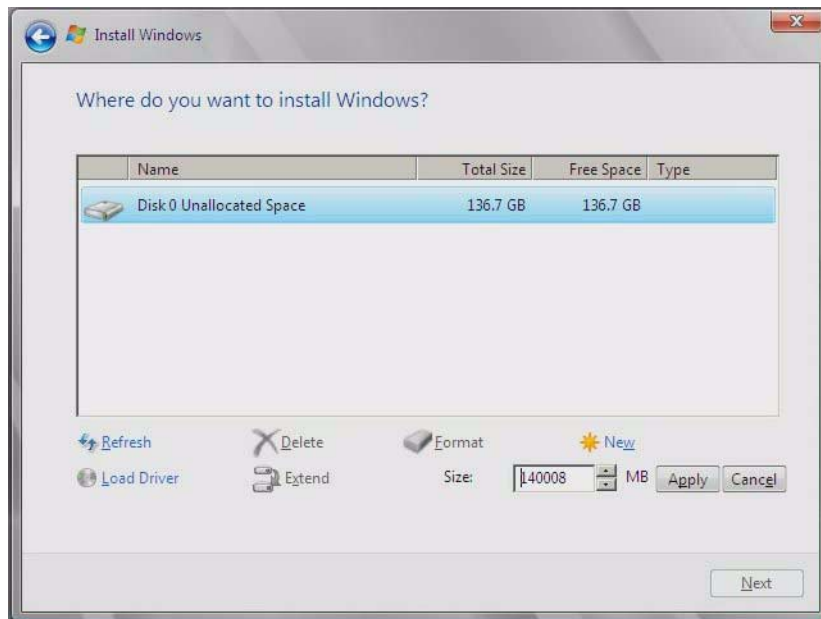 Install Windows
Where do you want to install Windows?
Name Total Size Free Space Type
Disk 0 Unallocated Space 136.7 GB 136.7 GB
Refresh Delete Format New
Load Driver Extend Size: 140008 MB Apply Cancel
Next